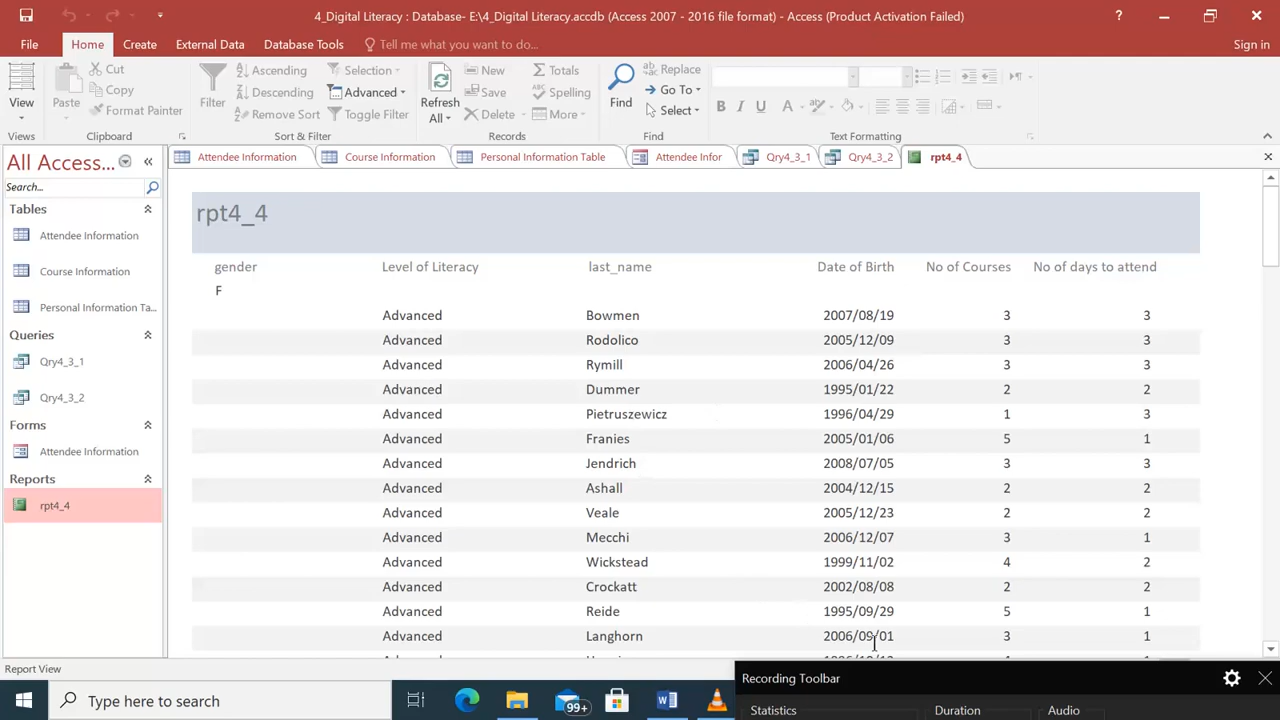 4_Digital Literacy : Database- E:\4_Digital Literacy.accdb (Access 2007 - 2016 file format) - Access (Product Activation Failed)
?
File Home Create External Data Database Tools Tell me what you want to do... Sign in
View
Views
Paste
Cut
Copy
Format Painter
Clipboard
Filter
Ascending
Descending
Remove Sort
Selection
Advanced
Toggle Filter
Sort & Filter
Refresh
All
New
Save
Delete
Totals
Spelling
More
Records
Find
Replace
Go To
Select
Find
B I U A
Text Formatting
All Access...
Search...
Tables
Attendee Information
Course Information
Personal Information Ta...
Queries
Qry4_3_1
Qry4_3_2
Forms
Attendee Information
Reports
rpt4_4
Attendee Information Course Information Personal Information Table Attendee Infor Qry4_3_1 Qry4_3_2 rpt4_4
rpt4_4
gender Level of Literacy last_name Date of Birth No of Courses No of days to attend
F
Advanced Bowmen 2007/08/19 3 3
Advanced Rodolico 2005/12/09 3 3
Advanced Rymill 2006/04/26 3 3
Advanced Dummer 1995/01/22 2 2
Advanced Pietruszewicz 1996/04/29 1 3
Advanced Franies 2005/01/06 5 1
Advanced Jendrich 2008/07/05 3 3
Advanced Ashall 2004/12/15 2 2
Advanced Veale 2005/12/23 2 2
Advanced Mecchi 2006/12/07 3 1
Advanced Wickstead 1999/11/02 4 2
Advanced Crockatt 2002/08/08 2 2
Advanced Reide 1995/09/29 5 1
Advanced Langhorn 2006/09/01 3 1
Report View
Type here to search
99+
Recording Toolbar
Statistics Duration Audio